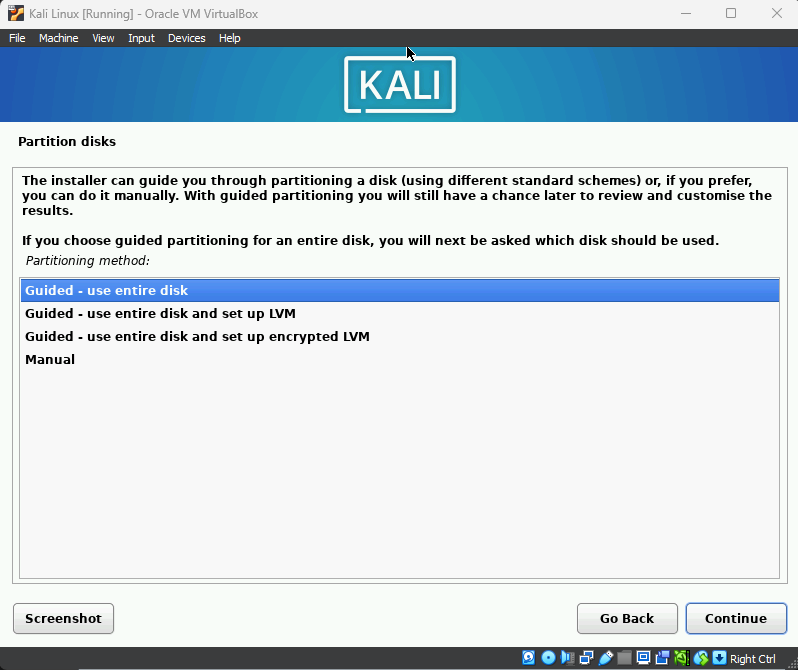 Kali Linux [Running] - Oracle VM VirtualBox
File Machine View Input Devices Help
KALI
Partition disks
The installer can guide you through partitioning a disk (using different standard schemes) or, if you prefer,
you can do it manually. With guided partitioning you will still have a chance later to review and customise the
results.
If you choose guided partitioning for an entire disk, you will next be asked which disk should be used.
Partitioning method:
Guided - use entire disk
Guided - use entire disk and set up LVM
Guided - use entire disk and set up encrypted LVM
Manual
Screenshot Go Back Continue
Right Ctrl